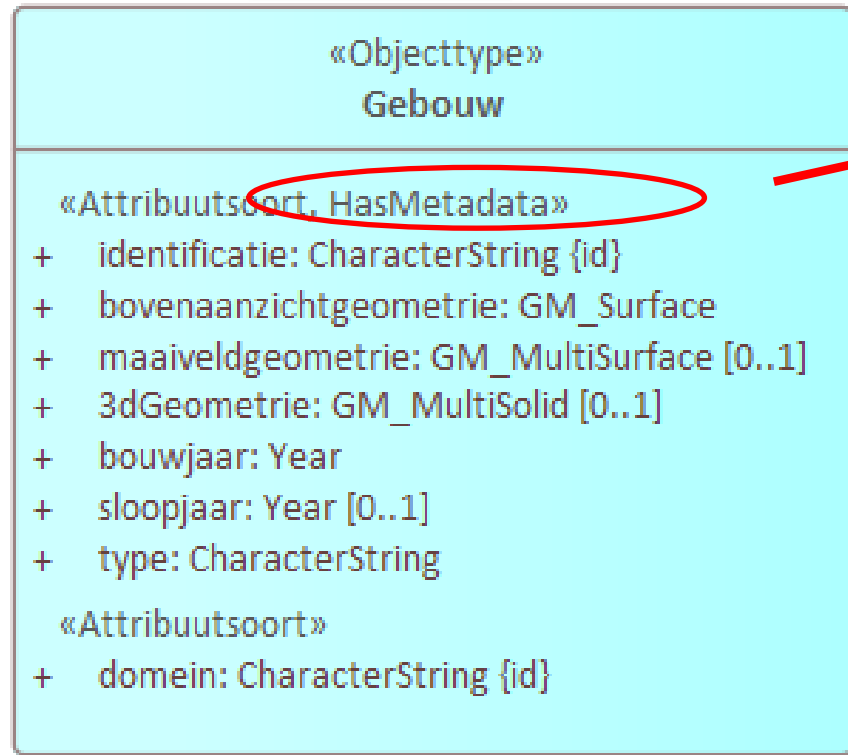 «Objecttype»
Gebouw
«Attribuutsoort, HasMetadata»
+ identificatie: CharacterString {id}
+ bovenaanzichtgeometrie: GM_Surface
+ maaiveldgeometrie: GM_MultiSurface [0..1]
+ 3dGeometrie: GM_MultiSolid [0..1]
+ bouwjaar: Year
+ sloopjaar: Year [0..1]
+ type: CharacterString
«Attribuutsoort»
+ domein: CharacterString {id}